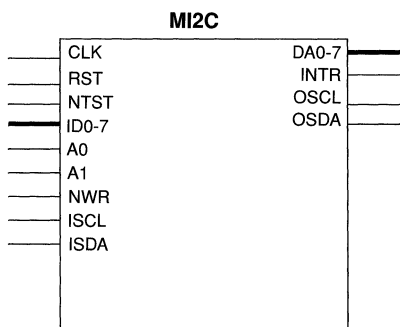 MI2C
CLK
RST
NTST
ID0-7
A0
A1
NWR
ISCL
ISDA
DA0-7
INTR
OSCL
OSDA